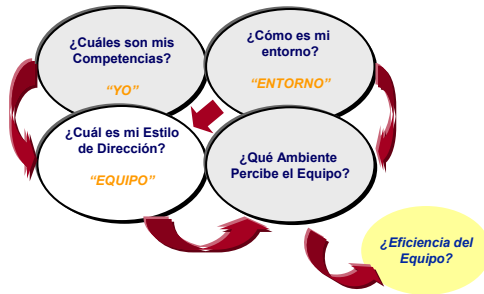 ¿Cuáles son mis
Competencias?
“YO”
¿Cómo es mi
entorno?
“ENTORNO”
¿Cuál es mi Estilo
de Dirección?
“EQUIPO”
¿Qué Ambiente
Percibe el Equipo?
¿Eficiencia del
Equipo?